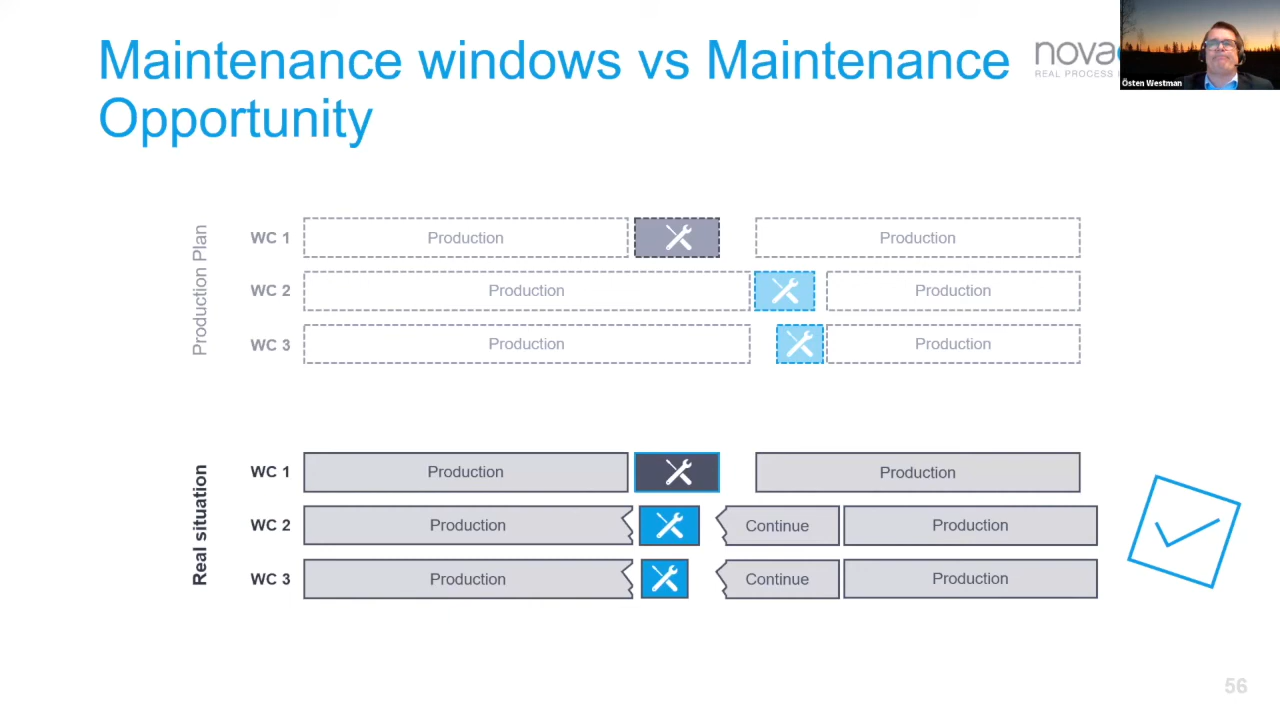 Maintenance windows vs Maintenance
Opportunity
Östen Westman
Production Plan
WC 1 Production Production
WC 2 Production Production
WC 3 Production Production
Real situation
WC 1 Production Production
WC 2 Production Continue Production
WC 3 Production Continue Production
REAL PROCESS
56